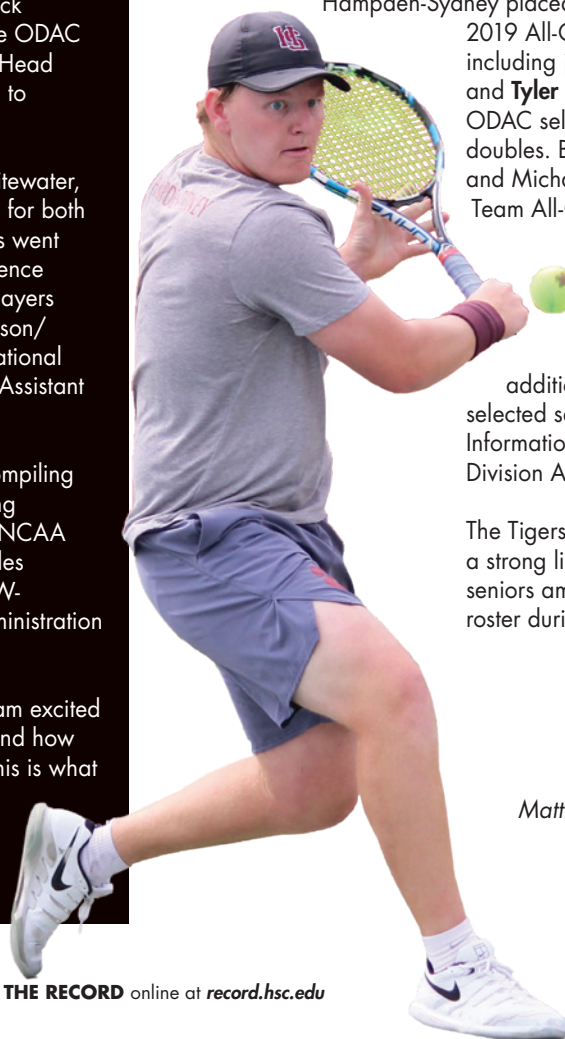 ck
e ODAC
Head
to
itewater,
for both
s went
ence
ayers
son/
ational
Assistant
ompiling
ng
NCAA
les
W-
ministration
am excited
nd how
his is what
Hampden-Sydney placed
2019 All-O
including
and Tyler
ODAC sel
doubles. B
and Micha
Team All-
additio
selected s
Informatio
Division A
The Tigers
a strong li
seniors am
roster duri
Matt
THE RECORD online at record.hsc.edu